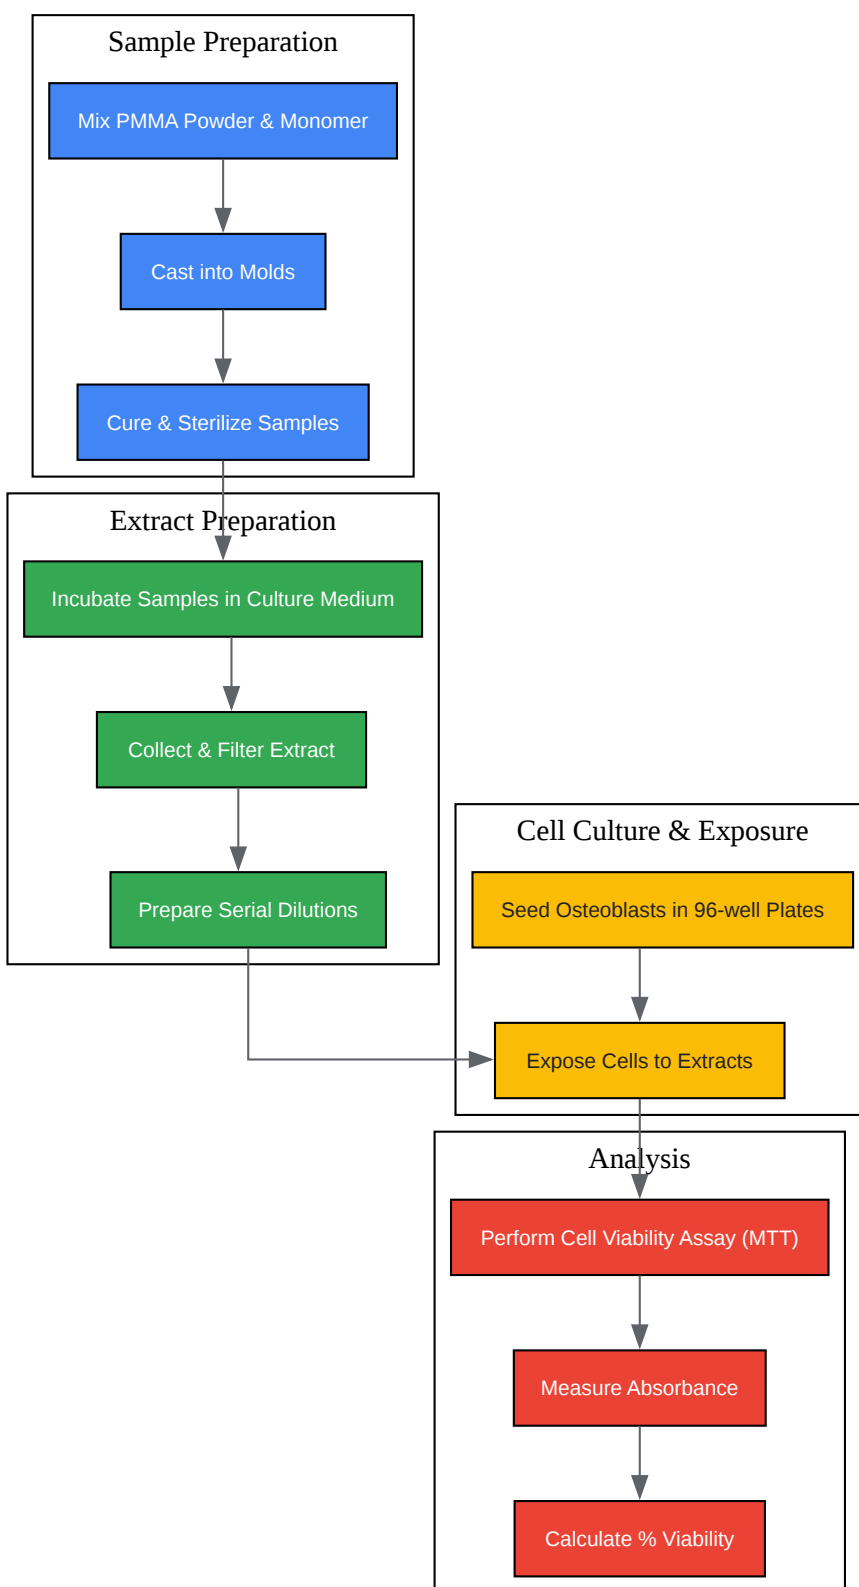 Sample Preparation
Mix PMMA Powder & Monomer
Cast into Molds
Cure & Sterilize Samples
Extract Preparation
Incubate Samples in Culture Medium
Collect & Filter Extract
Prepare Serial Dilutions
Cell Culture & Exposure
Seed Osteoblasts in 96-well Plates
Expose Cells to Extracts
Analysis
Perform Cell Viability Assay (MTT)
Measure Absorbance
Calculate % Viability